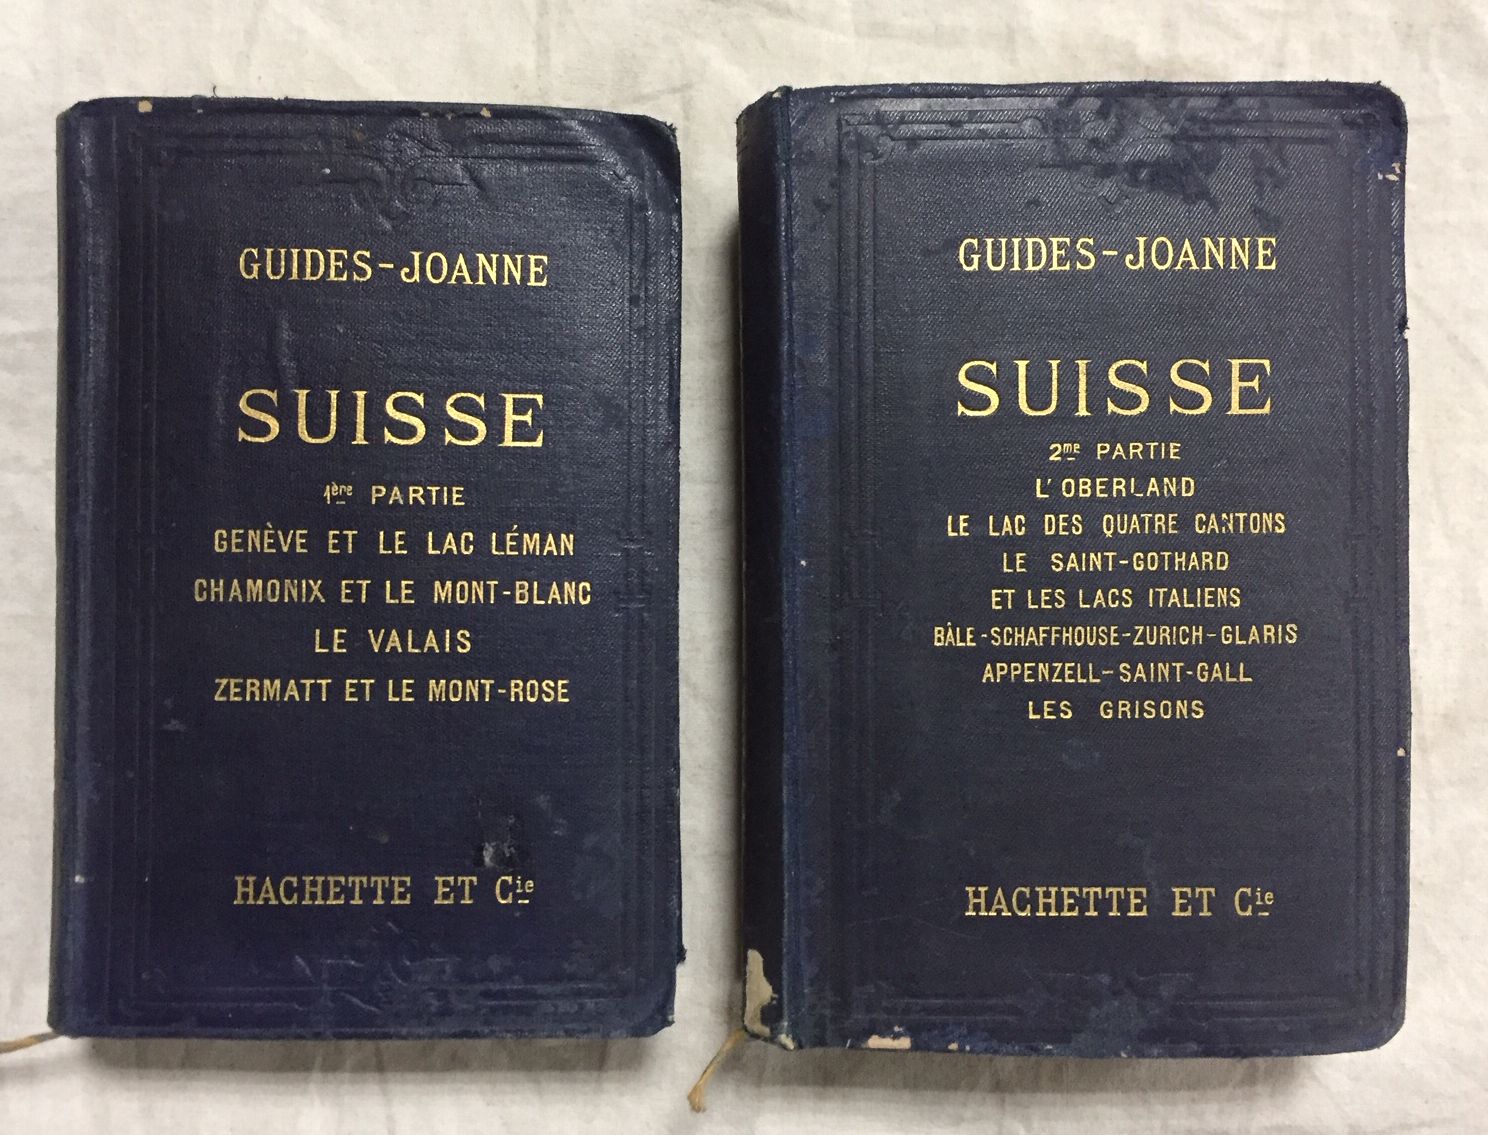 GUIDES-JOANNE
SUISSE
1ère PARTIE
GENÈVE ET LE LAC LÉMAN
CHAMONIX ET LE MONT-BLANC
LE VALAIS
ZERMATT ET LE MONT-ROSE
HACHETTE ET Cie
GUIDES-JOANNE
SUISSE
2me PARTIE
L'OBERLAND
LE LAC DES QUATRE CANTONS
LE SAINT-GOTHARD
ET LES LACS ITALIENS
BÂLE-SCHAFFHOUSE-ZURICH-GLARIS
APPENZELL-SAINT-GALL
LES GRISONS
HACHETTE ET Cie